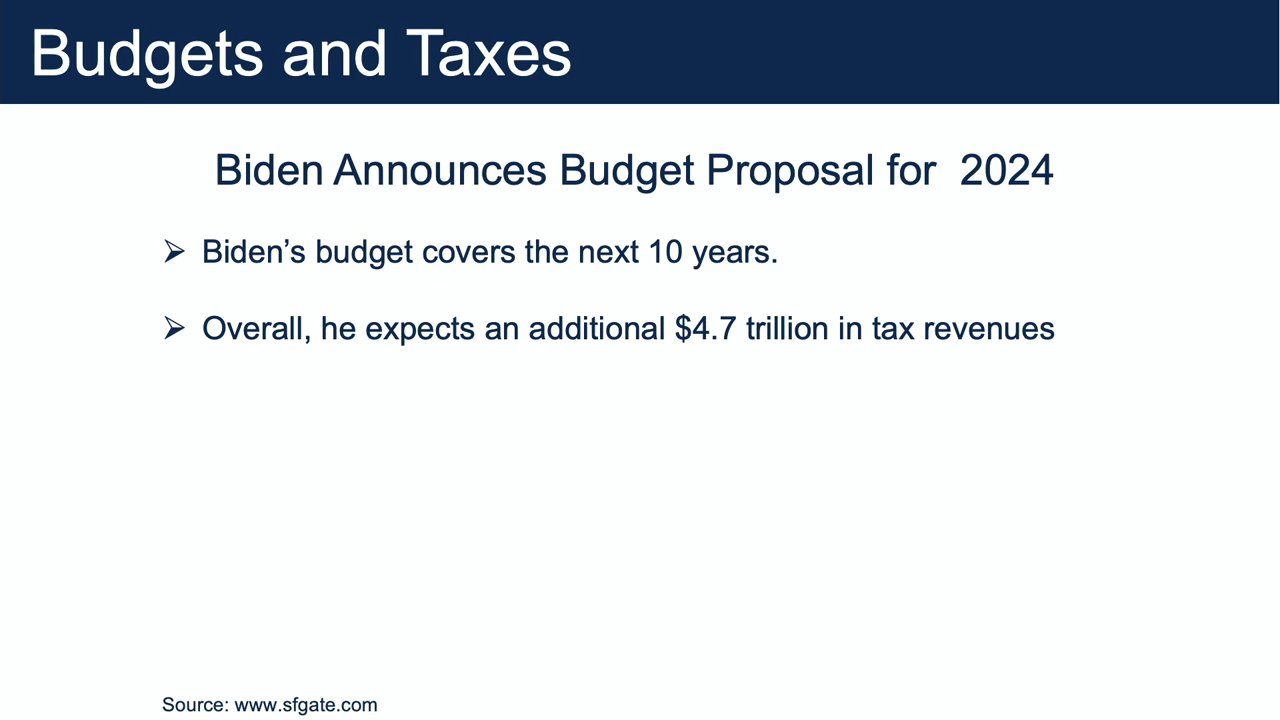 Budgets and Taxes
Biden Announces Budget Proposal for  2024
➢ Biden’s budget covers the next 10 years.
➢ Overall, he expects an additional $4.7 trillion in tax revenues
Source: www.sfgate.com